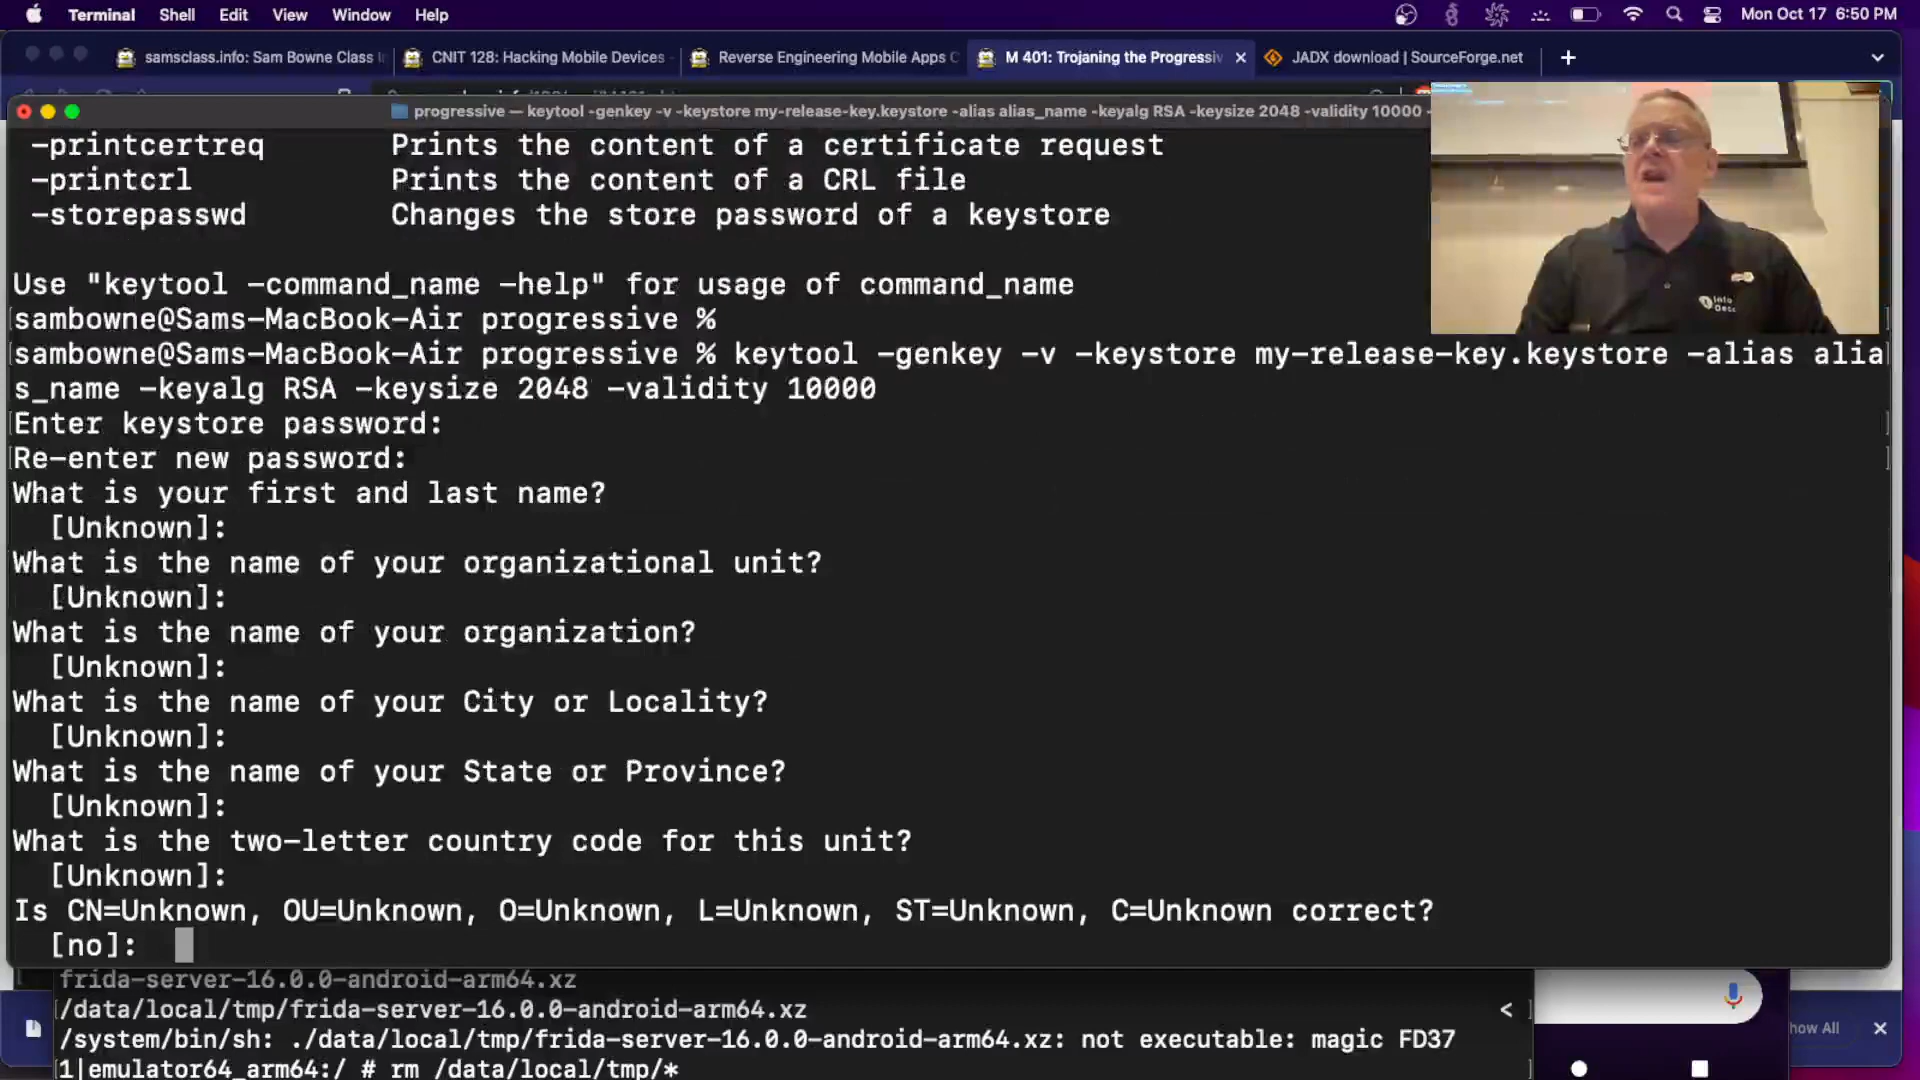 Terminal Shell Edit View Window Help Mon Oct 17 6:50 PM
samsclass.info: Sam Bowne Class CNIT 128: Hacking Mobile Devices Reverse Engineering Mobile Apps M 401: Trojaning the Progressiv JADX download | SourceForge.net
progressive — keytool -genkey -v -keystore my-release-key.keystore -alias alias_name -keyalg RSA -keysize 2048 -validity 10000
-printcertreq Prints the content of a certificate request
-printcrl Prints the content of a CRL file
-storepasswd Changes the store password of a keystore
Use "keytool -command_name -help" for usage of command_name
sambowne@Sams-MacBook-Air progressive %
sambowne@Sams-MacBook-Air progressive % keytool -genkey -v -keystore my-release-key.keystore -alias alia
s_name -keyalg RSA -keysize 2048 -validity 10000
Enter keystore password:
Re-enter new password:
What is your first and last name?
[Unknown]:
What is the name of your organizational unit?
[Unknown]:
What is the name of your organization?
[Unknown]:
What is the name of your City or Locality?
[Unknown]:
What is the name of your State or Province?
[Unknown]:
What is the two-letter country code for this unit?
[Unknown]:
Is CN=Unknown, OU=Unknown, O=Unknown, L=Unknown, ST=Unknown, C=Unknown correct?
[no]:
frida-server-16.0.0-android-arm64.xz
/data/local/tmp/frida-server-16.0.0-android-arm64.xz <
/system/bin/sh: ./data/local/tmp/frida-server-16.0.0-android-arm64.xz: not executable: magic FD37
1|emulator64_arm64:/ # rm /data/local/tmp/*
All